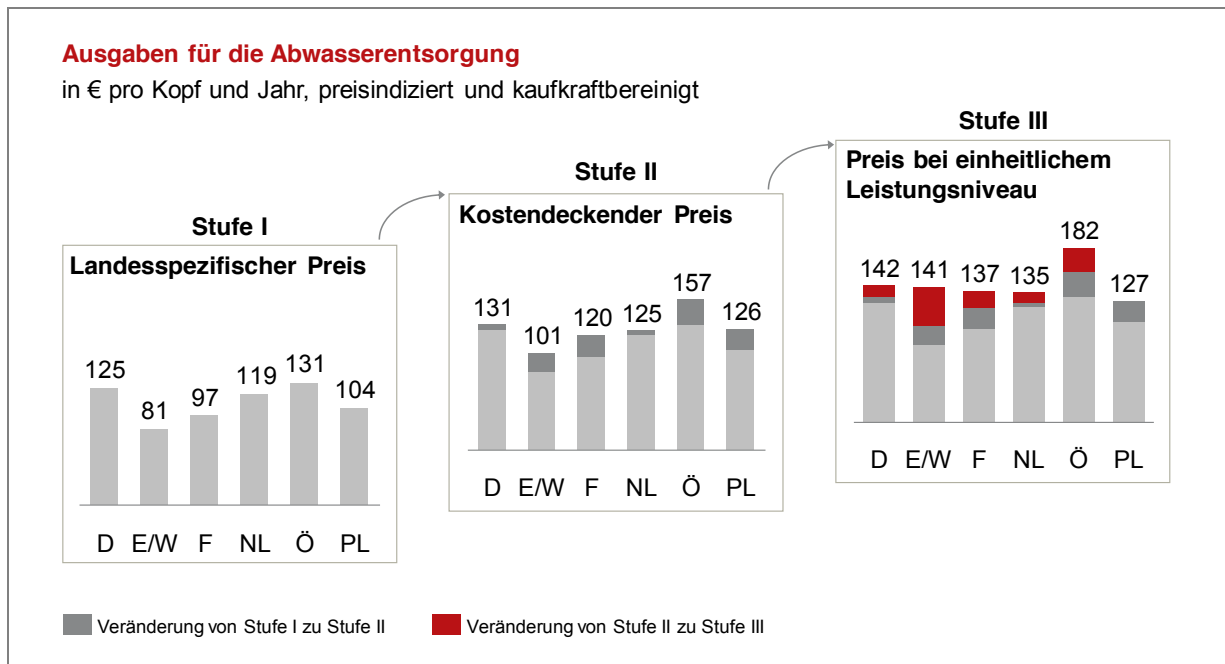 Ausgaben für die Abwasserentsorgung
in € pro Kopf und Jahr, preisindiziert und kaufkraftbereinigt
Stufe I
Landesspezifischer Preis
125 81 97 119 131 104
D E/W F NL Ö PL
Stufe II
Kostendeckender Preis
131 101 120 125 157 126
D E/W F NL Ö PL
Stufe III
Preis bei einheitlichem
Leistungsniveau
142 141 137 135 182 127
D E/W F NL Ö PL
Veränderung von Stufe I zu Stufe II
Veränderung von Stufe II zu Stufe III